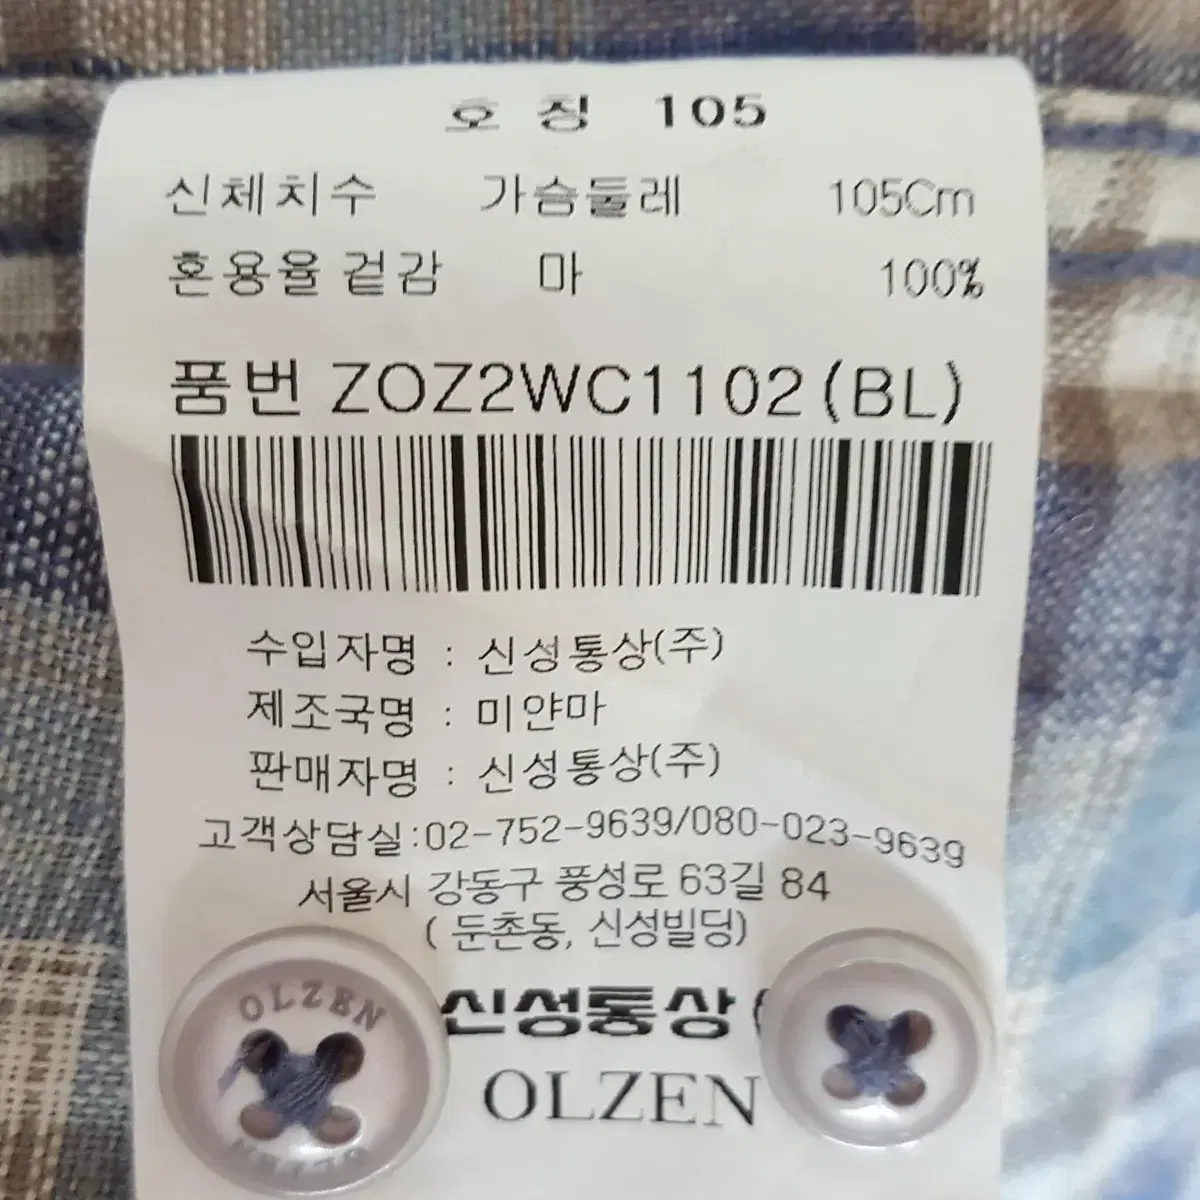 호 칭 105
신체치수 가슴둘레 105Cm
혼용율 겉감 마 100%
품번 ZOZ2WC1102(BL)
수입자명 : 신성통상(주)
제조국명 : 미얀마
판매자명 : 신성통상(주)
고객상담실:02-752-9639/080-023-9639
서울시 강동구 풍성로 63길 84
( 둔촌동, 신성빌딩)
신성통상(
OLZEN
OLZEN
OLZEN